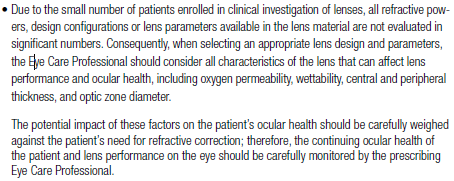 • Due to the small number of patients enrolled in clinical investigation of lenses, all refractive pow-
ers, design configurations or lens parameters available in the lens material are not evaluated in
significant numbers. Consequently, when selecting an appropriate lens design and parameters,
the Eye Care Professional should consider all characteristics of the lens that can affect lens
performance and ocular health, including oxygen permeability, wettability, central and peripheral
thickness, and optic zone diameter.
The potential impact of these factors on the patient's ocular health should be carefully weighed
against the patient's need for refractive correction; therefore, the continuing ocular health of
the patient and lens performance on the eye should be carefully monitored by the prescribing
Eye Care Professional.